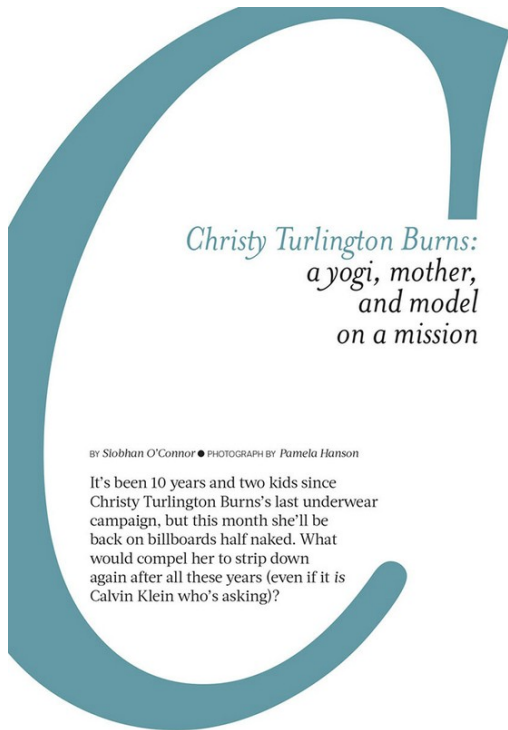 C
Christy Turlington Burns:
a yogi, mother,
and model
on a mission
BY Siobhan O'Connor ● PHOTOGRAPH BY Pamela Hanson
It's been 10 years and two kids since
Christy Turlington Burns's last underwear
campaign, but this month she'll be
back on billboards half naked. What
would compel her to strip down
again after all these years (even if it is
Calvin Klein who's asking)?